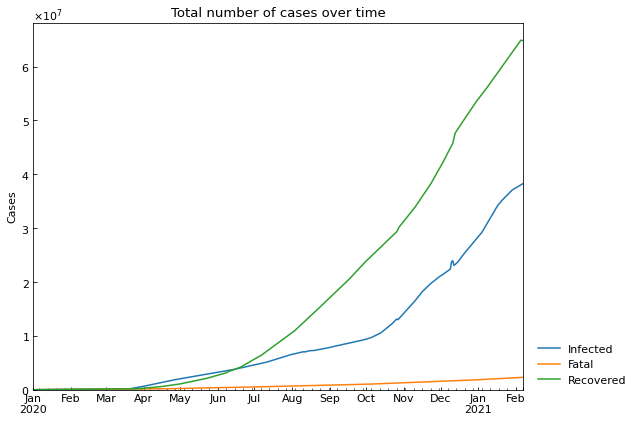 Total number of cases over time
×10⁷
6
5
4
3
2
1
0
Cases
Jan Feb Mar Apr May Jun Jul Aug Sep Oct Nov Dec Jan Feb
2020 2021
Infected
Fatal
Recovered